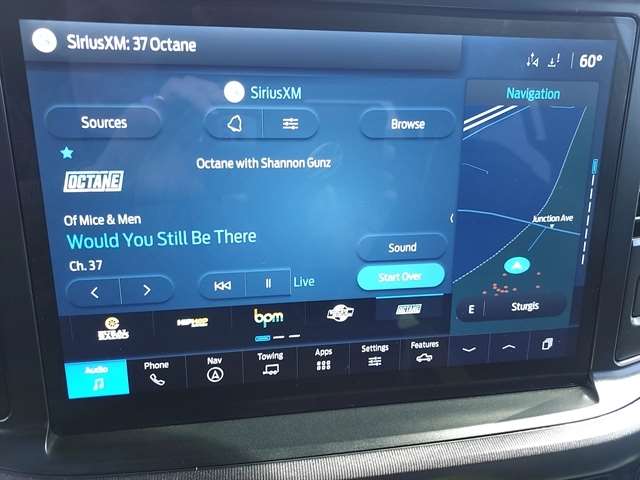 SiriusXM: 37 Octane
60°
SiriusXM
Navigation
Sources
Browse
Octane with Shannon Gunz
OCTANE
Of Mice & Men
Would You Still Be There
Junction Ave
Sound
Ch. 37
Live
Start Over
E Sturgis
bpm
OCTANE
Audio
Phone
Nav
Towing
Apps
Settings
Features